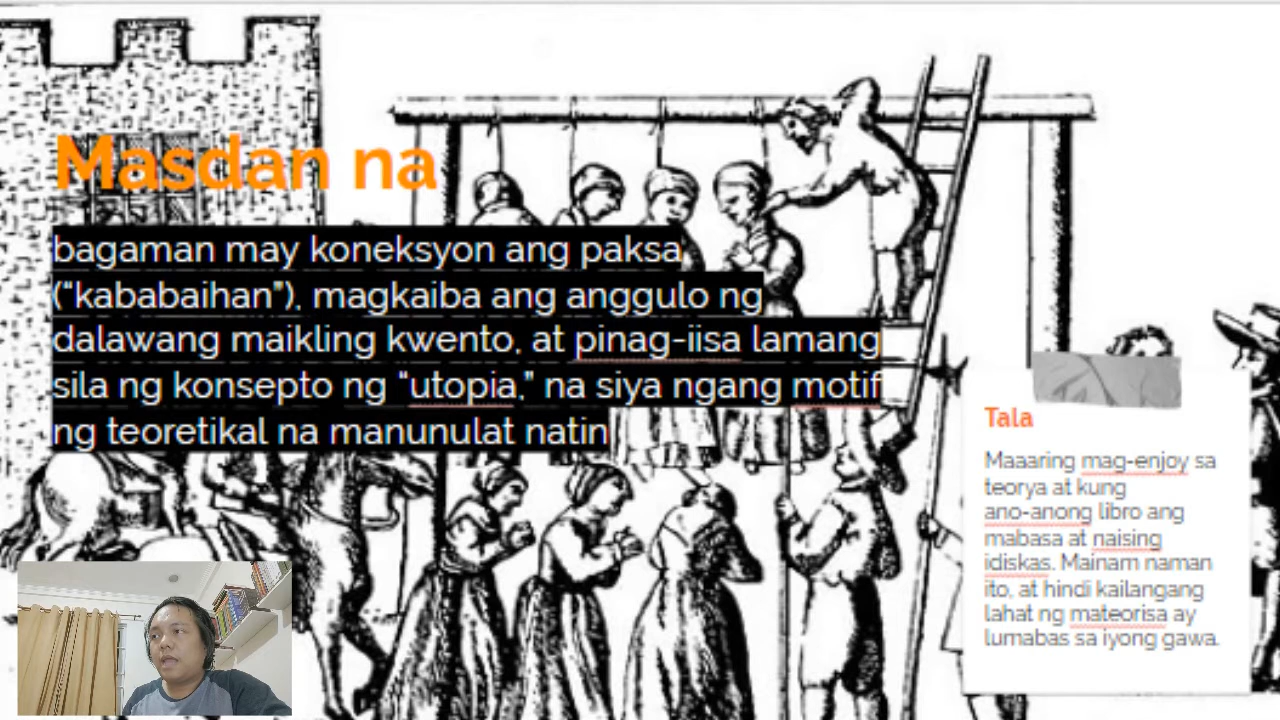 Masdan na
bagaman may koneksyon ang paksa
(“kababaihan”), magkaiba ang anggulo ng
dalawang maikling kwento, at pinag-iisa lamang
sila ng konsepto ng “utopia,” na siya ngang motif
ng teoretikal na manunulat natin
Tala
Maaaring mag-enjoy sa
teorya at kung
ano-anong libro ang
mabasa at naising
idiskas. Mainam naman
ito, at hindi kailangang
lahat ng mateorisa ay
lumabas sa iyong gawa.